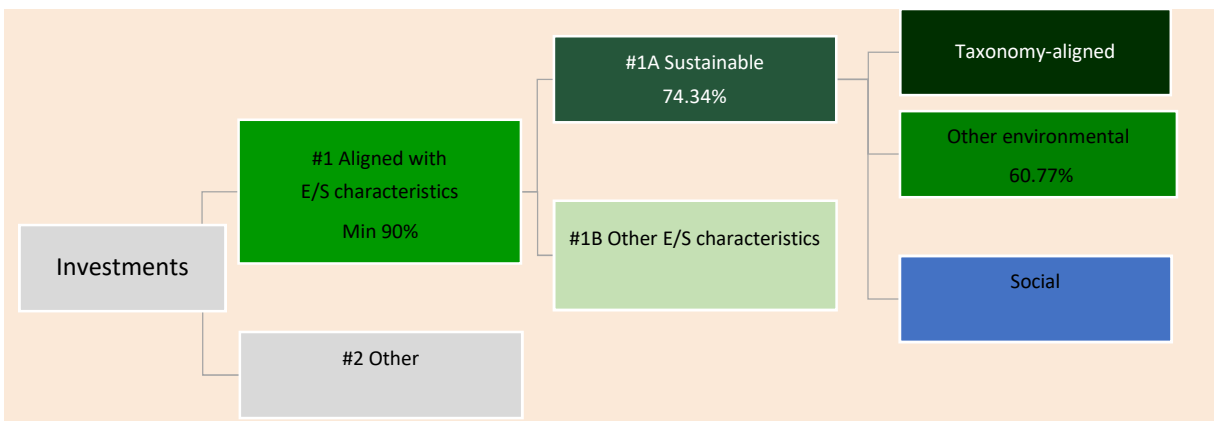 Investments
#1 Aligned with
E/S characteristics
Min 90%
#2 Other
#1A Sustainable
74.34%
#1B Other E/S characteristics
Taxonomy-aligned
Other environmental
60.77%
Social